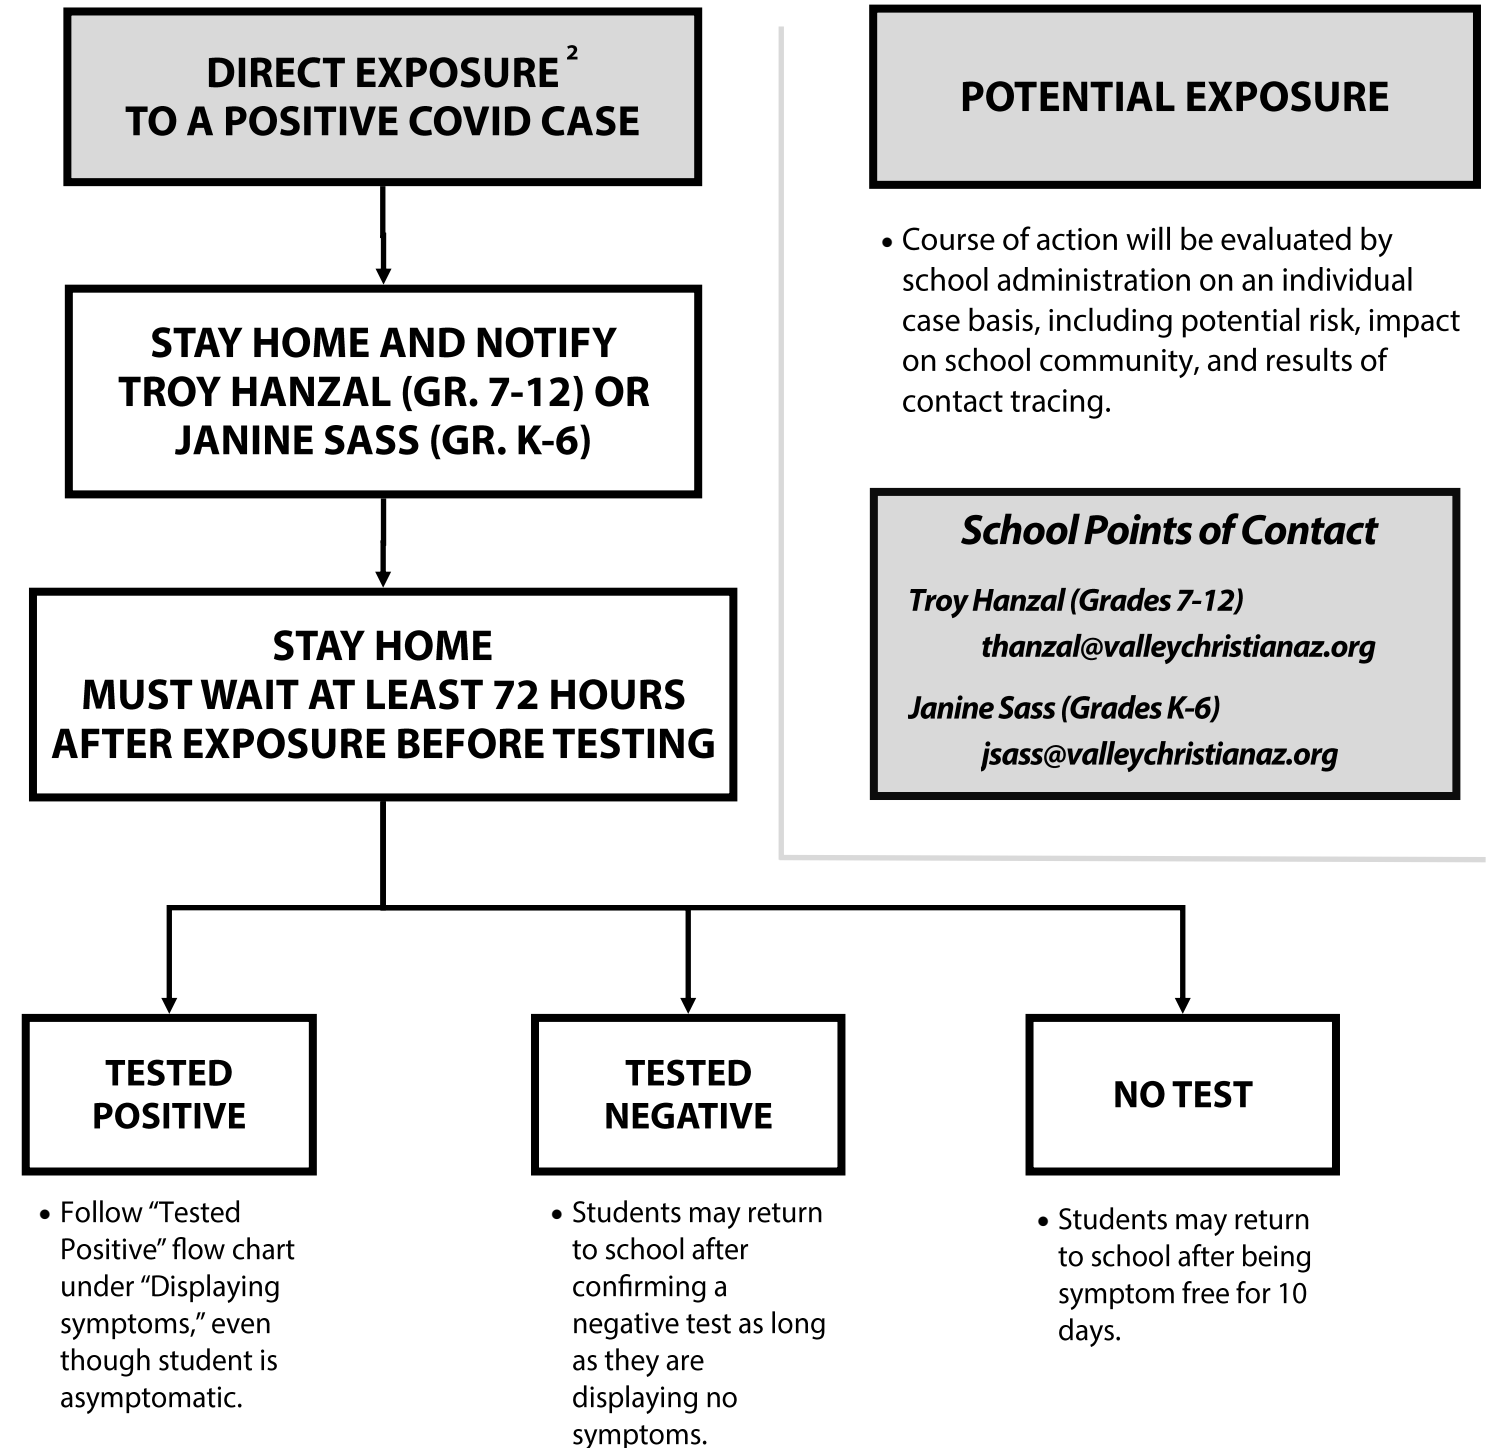 DIRECT EXPOSURE ²
TO A POSITIVE COVID CASE
STAY HOME AND NOTIFY
TROY HANZAL (GR. 7-12) OR
JANINE SASS (GR. K-6)
STAY HOME
MUST WAIT AT LEAST 72 HOURS
AFTER EXPOSURE BEFORE TESTING
POTENTIAL EXPOSURE
• Course of action will be evaluated by
school administration on an individual
case basis, including potential risk, impact
on school community, and results of
contact tracing.
School Points of Contact
Troy Hanzal (Grades 7-12)
thanzal@valleychristianaz.org
Janine Sass (Grades K-6)
jsass@valleychristianaz.org
TESTED
POSITIVE
• Follow “Tested
Positive” flow chart
under “Displaying
symptoms,” even
though student is
asymptomatic.
TESTED
NEGATIVE
• Students may return
to school after
confirming a
negative test as long
as they are
displaying no
symptoms.
NO TEST
• Students may return
to school after being
symptom free for 10
days.